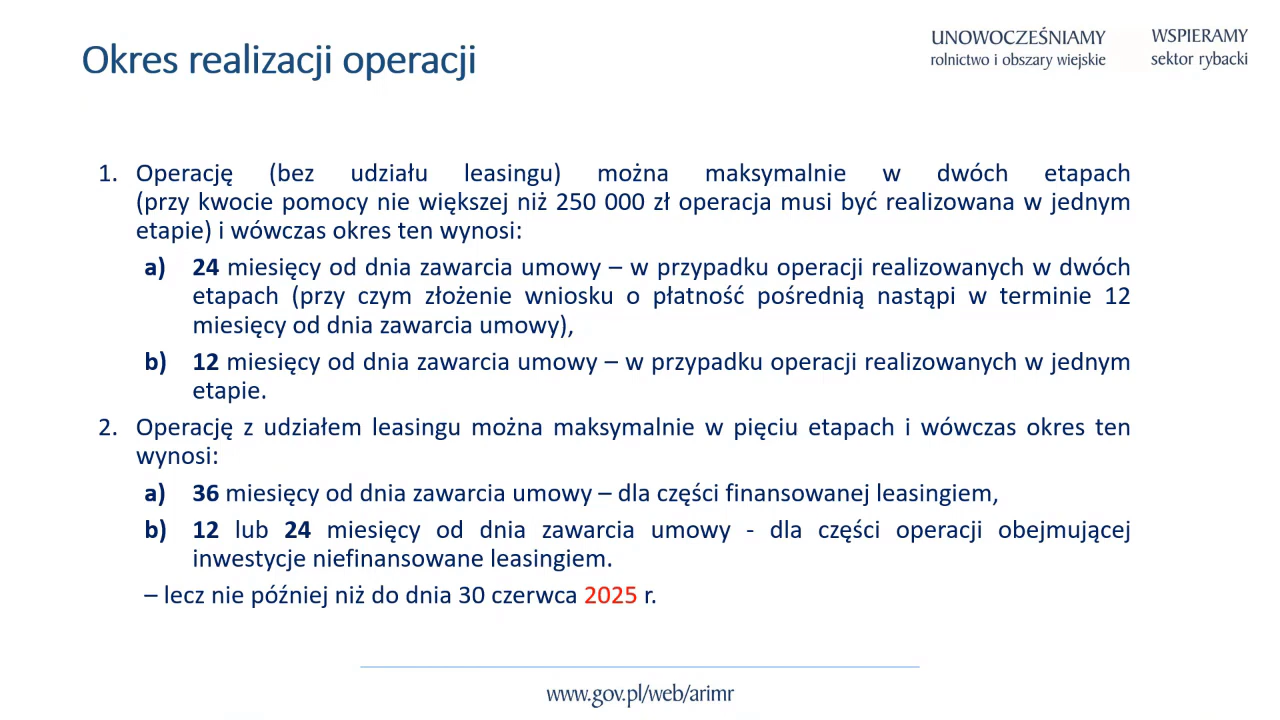 Okres realizacji operacji
UNOWOCZEŚNIAMY
rolnictwo i obszary wiejskie
WSPIERAMY
sektor rybacki
1. Operację (bez udziału leasingu) można maksymalnie w dwóch etapach
(przy kwocie pomocy nie większej niż 250 000 zł operacja musi być realizowana w jednym
etapie) i wówczas okres ten wynosi:
a) 24 miesięcy od dnia zawarcia umowy – w przypadku operacji realizowanych w dwóch
etapach (przy czym złożenie wniosku o płatność pośrednią nastąpi w terminie 12
miesięcy od dnia zawarcia umowy),
b) 12 miesięcy od dnia zawarcia umowy – w przypadku operacji realizowanych w jednym
etapie.
2. Operację z udziałem leasingu można maksymalnie w pięciu etapach i wówczas okres ten
wynosi:
a) 36 miesięcy od dnia zawarcia umowy – dla części finansowanej leasingiem,
b) 12 lub 24 miesięcy od dnia zawarcia umowy - dla części operacji obejmującej
inwestycje niefinansowane leasingiem.
– lecz nie później niż do dnia 30 czerwca 2025 r.
www.gov.pl/web/arimr